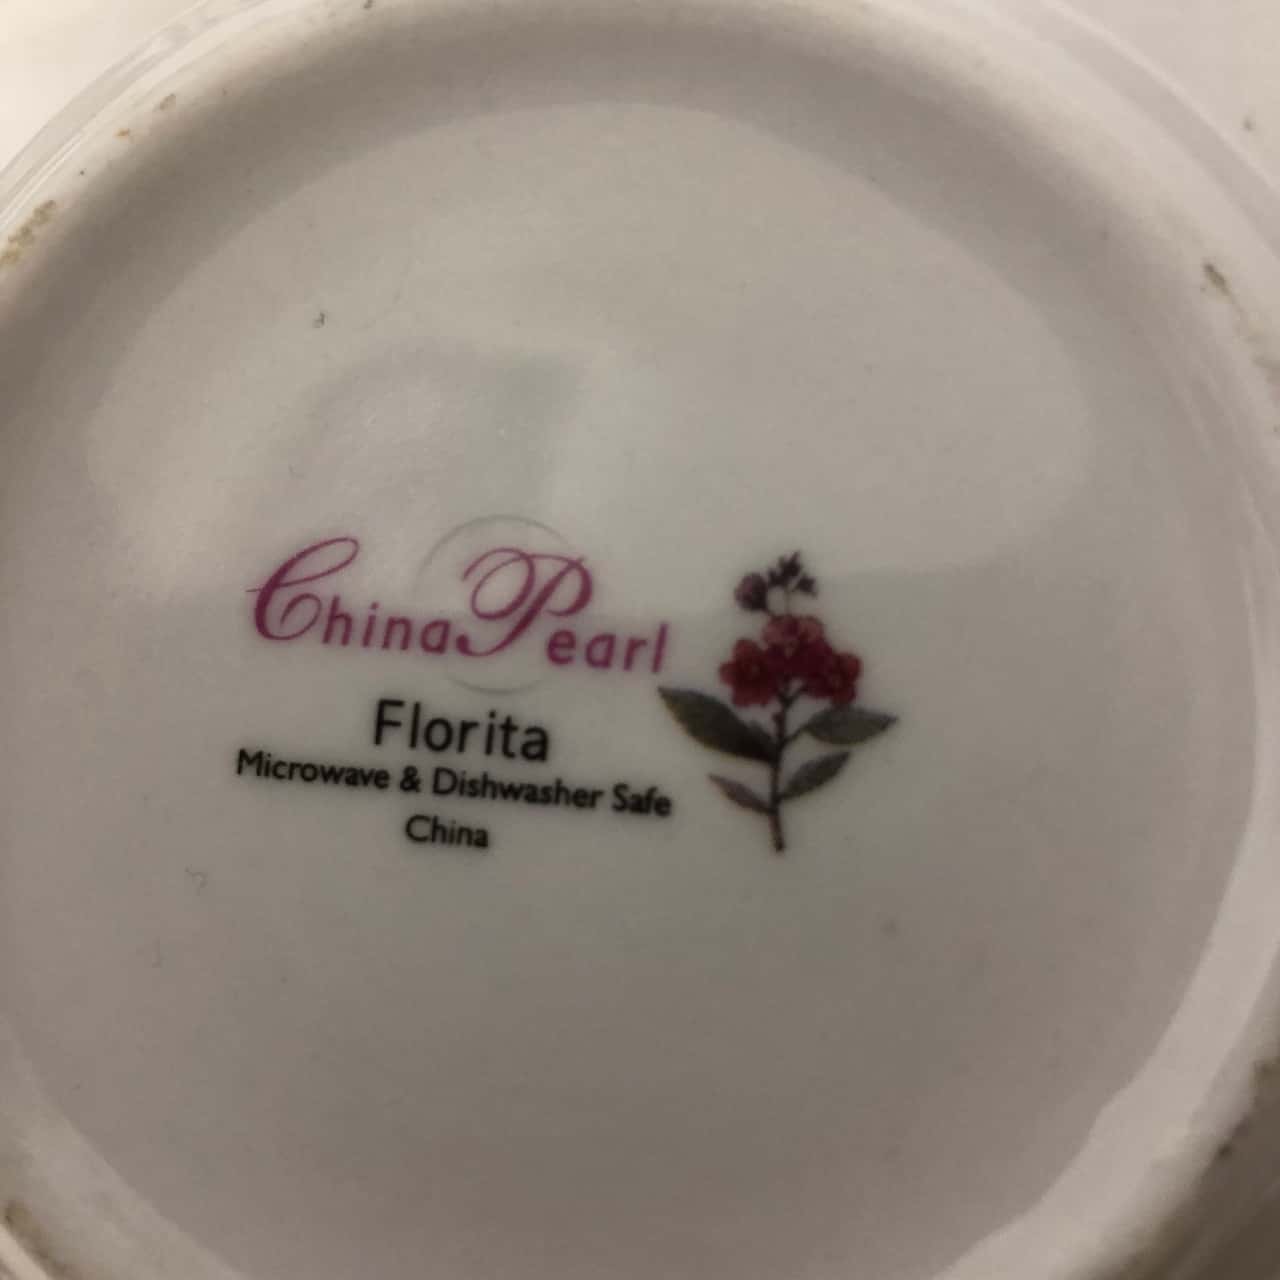 China Pearl
Florita
Microwave & Dishwasher Safe
China